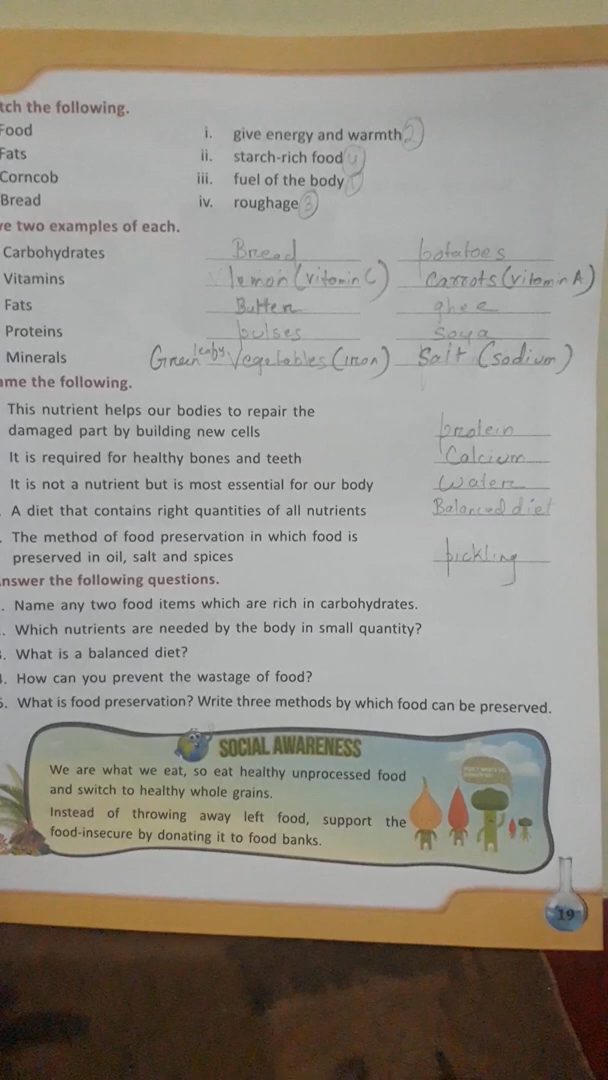 tch the following.
Food i. give energy and warmth 2
Fats ii. starch-rich food 4
Corncob iii. fuel of the body 1
Bread iv. roughage 3
ve two examples of each.
Carbohydrates Bread potatoes
Vitamins lemon (vitamin C) Carrots (vitamin A)
Fats Butter ghee
Proteins pulses Soya
Minerals Green leafy Vegetables (iron) Salt (Sodium)
ame the following.
This nutrient helps our bodies to repair the
damaged part by building new cells protein
It is required for healthy bones and teeth Calcium
It is not a nutrient but is most essential for our body Water
A diet that contains right quantities of all nutrients Balanced diet
The method of food preservation in which food is
preserved in oil, salt and spices pickling
nswer the following questions.
. Name any two food items which are rich in carbohydrates.
. Which nutrients are needed by the body in small quantity?
. What is a balanced diet?
. How can you prevent the wastage of food?
5. What is food preservation? Write three methods by which food can be preserved.
SOCIAL AWARENESS
We are what we eat, so eat healthy unprocessed food
and switch to healthy whole grains.
Instead of throwing away left food, support the
food-insecure by donating it to food banks.
19